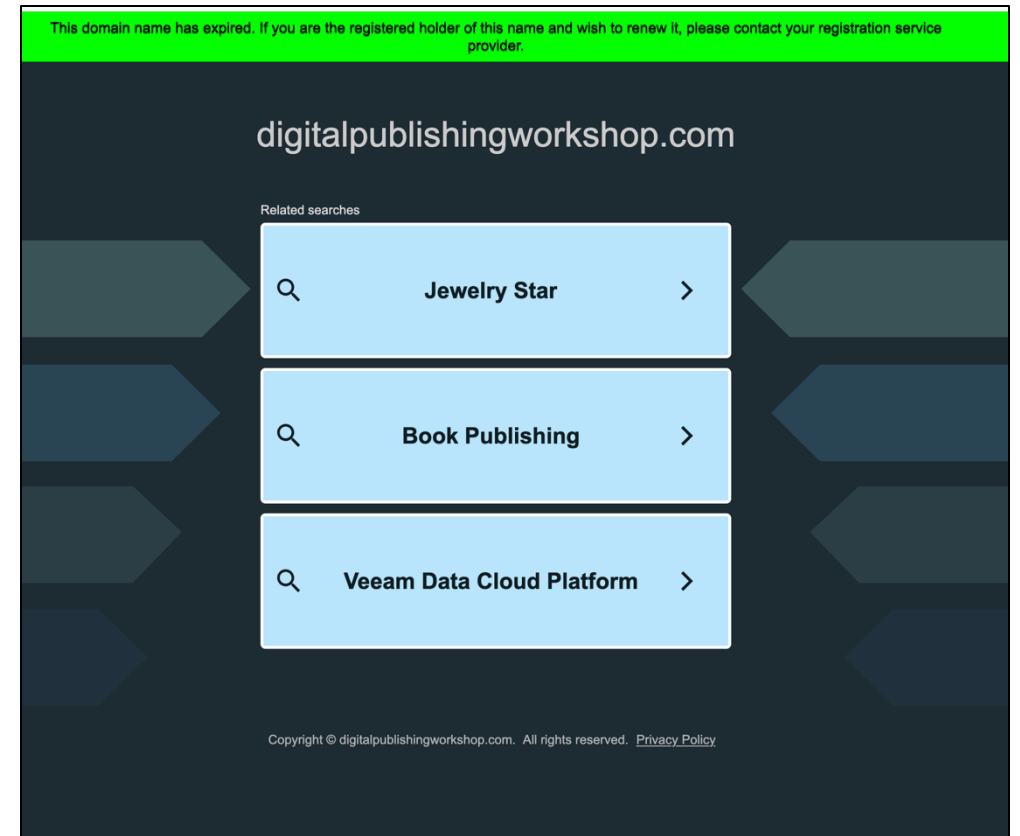 This domain name has expired. If you are the registered holder of this name and wish to renew it, please contact your registration service
provider.
digitalpublishingworkshop.com
Related searches
Jewelry Star
Book Publishing
Veeam Data Cloud Platform
Copyright © digitalpublishingworkshop.com. All rights reserved. Privacy Policy